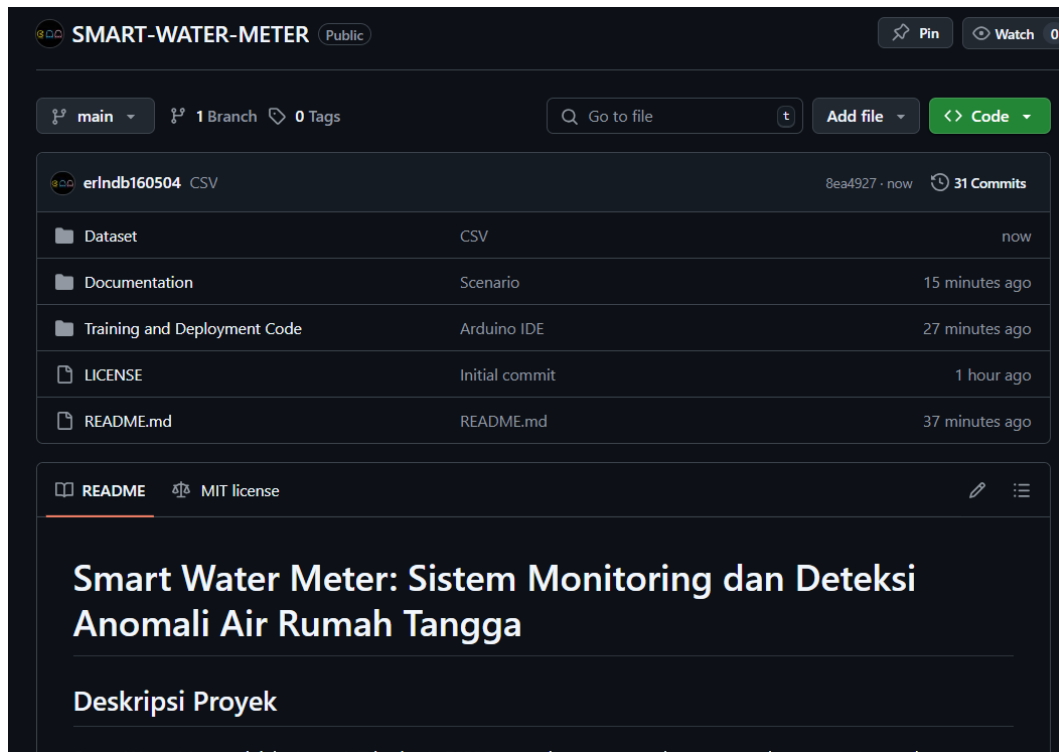 SMART-WATER-METER Public Pin Watch 0
main 1 Branch 0 Tags Go to file t Add file Code
erlndb160504 CSV 8ea4927 · now 31 Commits
Dataset CSV now
Documentation Scenario 15 minutes ago
Training and Deployment Code Arduino IDE 27 minutes ago
LICENSE Initial commit 1 hour ago
README.md README.md 37 minutes ago
README MIT license
Smart Water Meter: Sistem Monitoring dan Deteksi
Anomali Air Rumah Tangga
Deskripsi Proyek